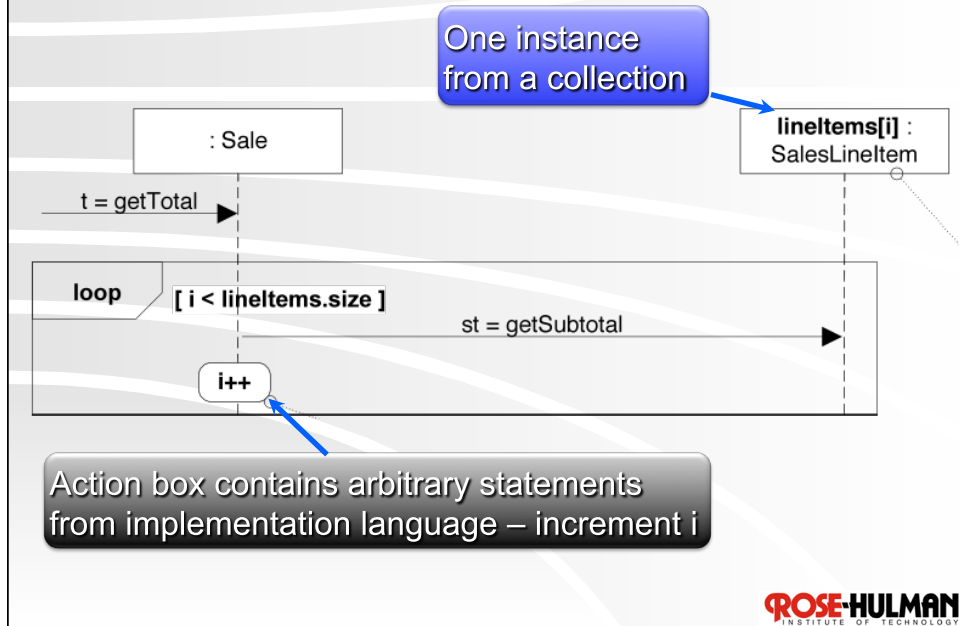 One instance
from a collection
: Sale
lineItems[i] :
SalesLineItem
t = getTotal
loop
[ i < lineItems.size ]
st = getSubtotal
i++
Action box contains arbitrary statements
from implementation language – increment i
ROSE-HULMAN
INSTITUTE OF TECHNOLOGY